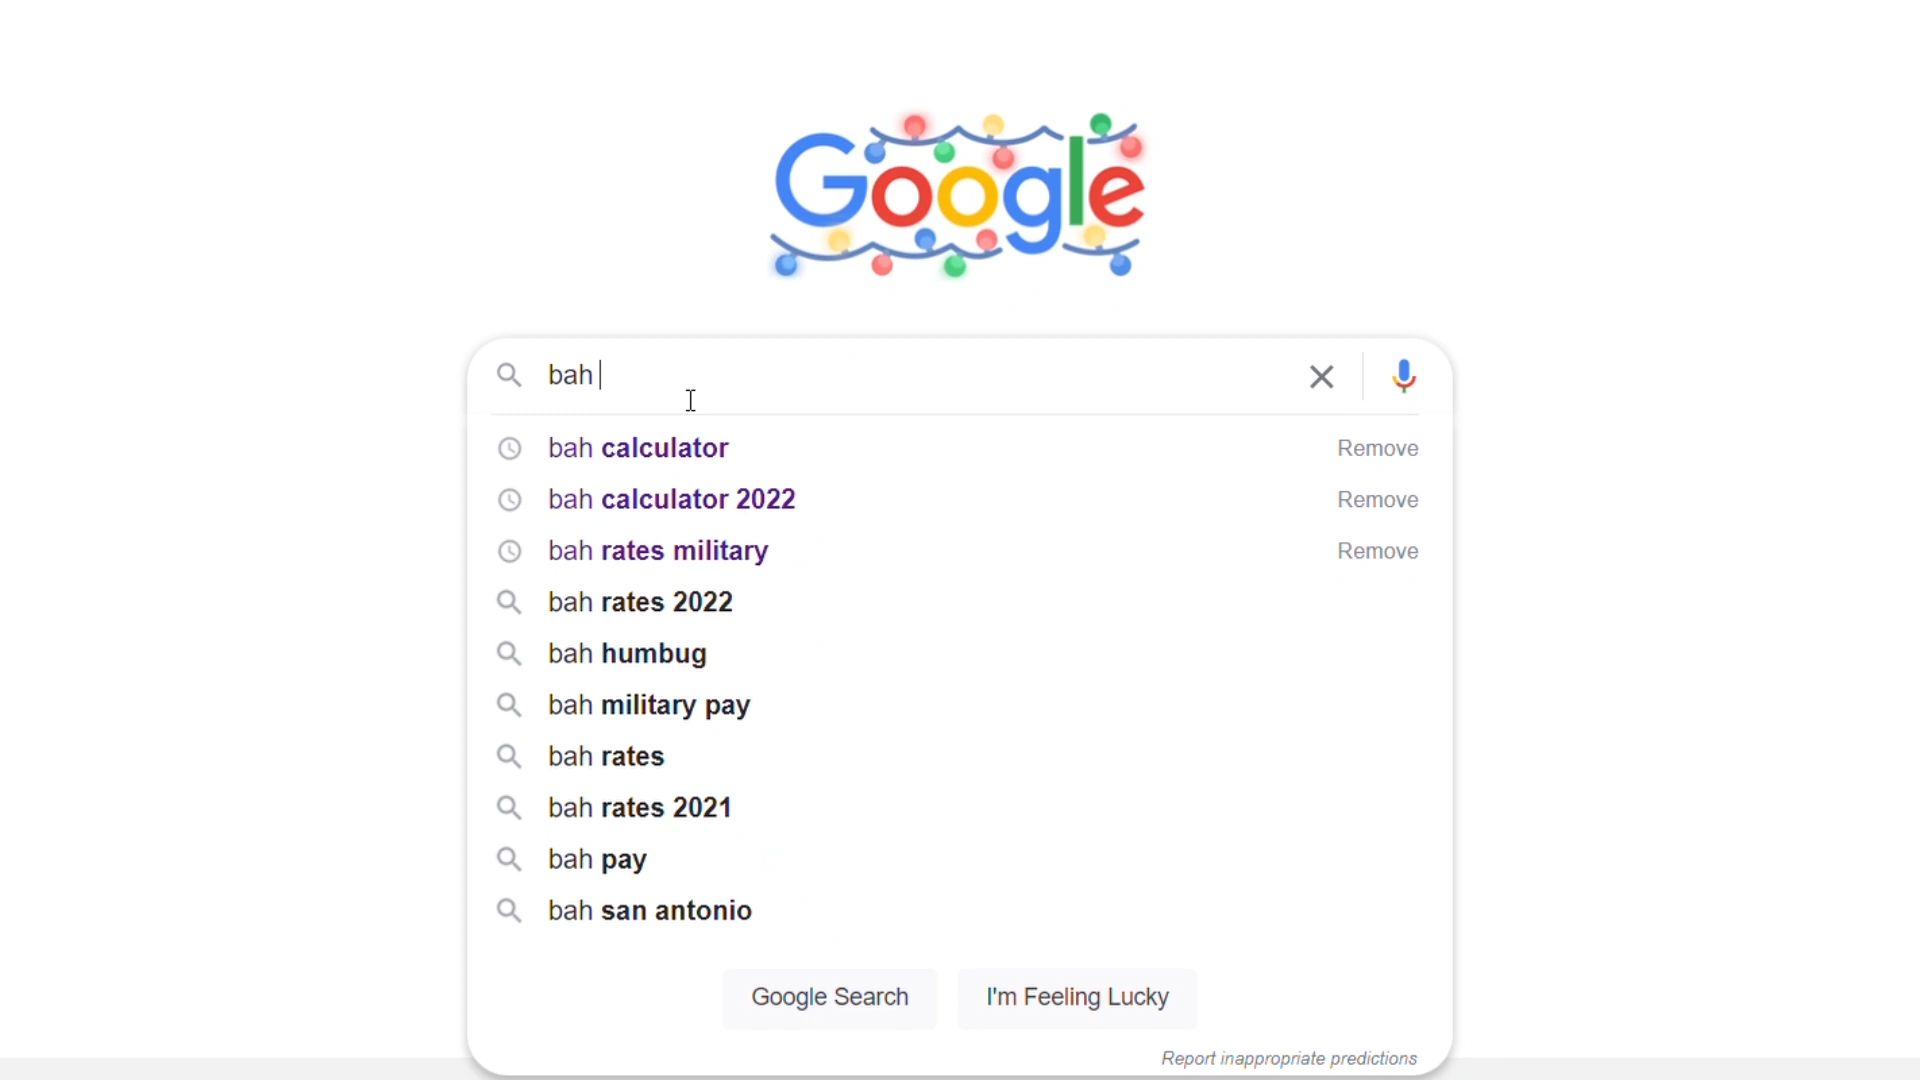 Google
bah
bah calculator Remove
bah calculator 2022 Remove
bah rates military Remove
bah rates 2022
bah humbug
bah military pay
bah rates
bah rates 2021
bah pay
bah san antonio
Google Search I'm Feeling Lucky
Report inappropriate predictions